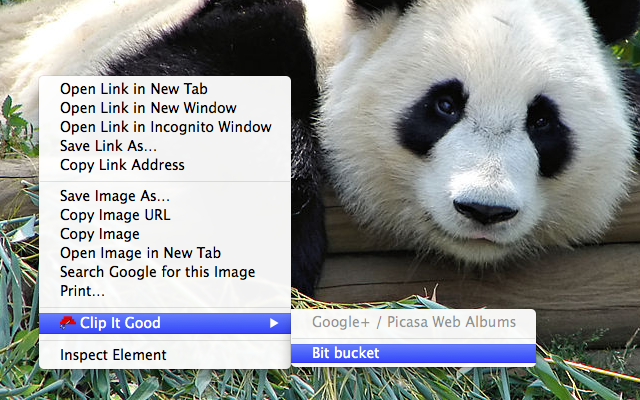 Open Link in New Tab
Open Link in New Window
Open Link in Incognito Window
Save Link As...
Copy Link Address
Save Image As...
Copy Image URL
Copy Image
Open Image in New Tab
Search Google for this Image
Print...
Clip It Good
Google+ / Picasa Web Albums
Bit bucket
Inspect Element